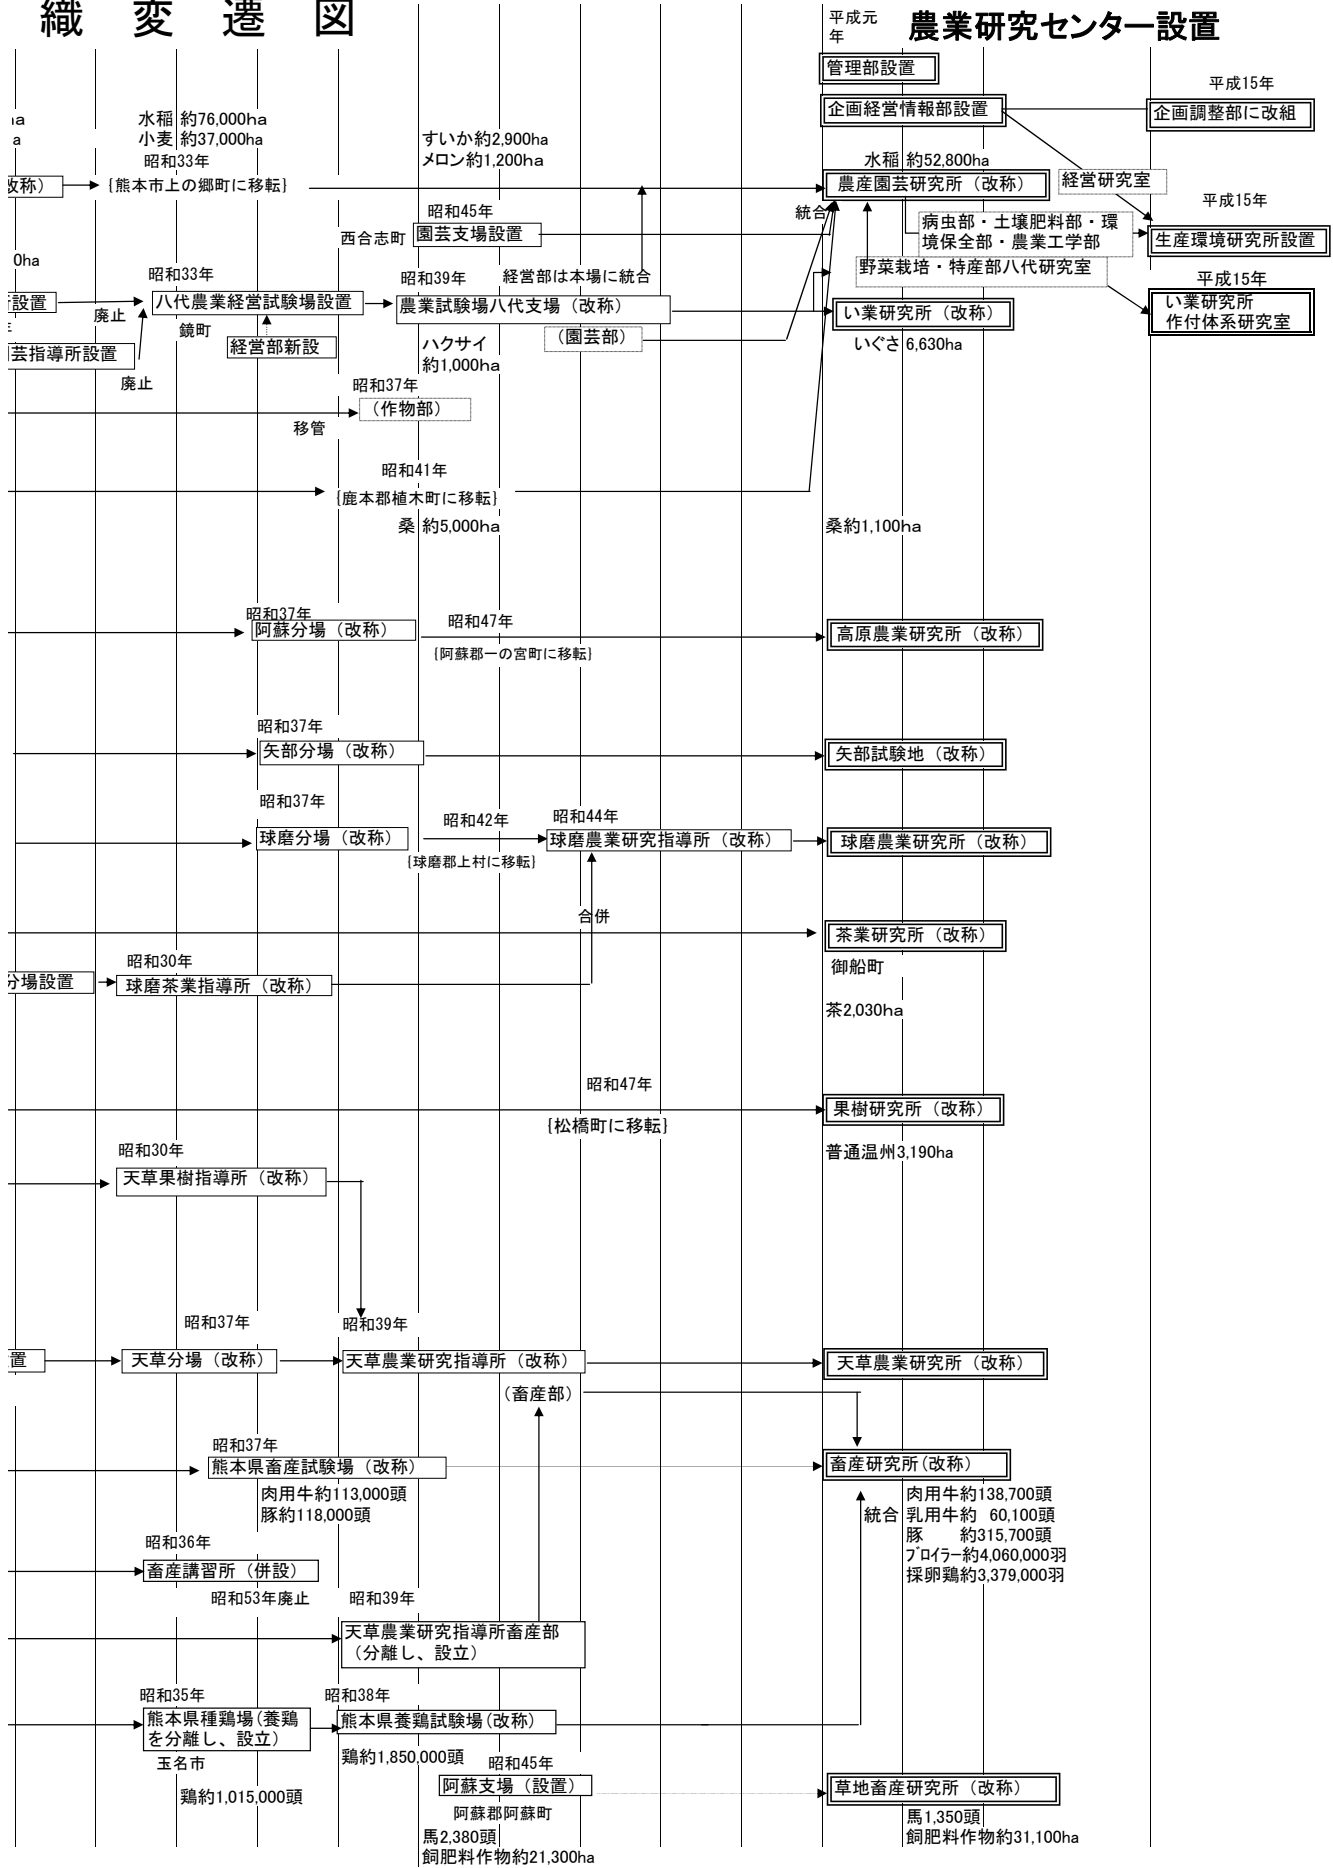 織 変 遷 図
平成元
年
農業研究センター設置
管理部設置
平成15年
企画経営情報部設置
企画調整部に改組
水稲 約76,000ha
小麦 約37,000ha
すいか約2,900ha
メロン約1,200ha
昭和33年
水稲 約52,800ha
改称）
{熊本市上の郷町に移転}
農産園芸研究所（改称）
経営研究室
平成15年
昭和45年
統合
西合志町
園芸支場設置
病虫部・土壌肥料部・環
境保全部・農業工学部
生産環境研究所設置
0ha
昭和33年
昭和39年
経営部は本場に統合
野菜栽培・特産部八代研究室
平成15年
設置
廃止
八代農業経営試験場設置
農業試験場八代支場（改称）
い業研究所（改称）
い業研究所
作付体系研究室
鏡町
芸指導所設置
経営部新設
ハクサイ
約1,000ha
（園芸部）
いぐさ 6,630ha
廃止
昭和37年
（作物部）
移管
昭和41年
{鹿本郡植木町に移転}
桑 約5,000ha
桑約1,100ha
昭和37年
阿蘇分場（改称）
昭和47年
{阿蘇郡一の宮町に移転}
高原農業研究所（改称）
昭和37年
矢部分場（改称）
矢部試験地（改称）
昭和37年
球磨分場（改称）
昭和42年
{球磨郡上村に移転}
昭和44年
球磨農業研究指導所（改称）
球磨農業研究所（改称）
合併
茶業研究所（改称）
御船町
分場設置
昭和30年
球磨茶業指導所（改称）
茶2,030ha
昭和47年
{松橋町に移転}
果樹研究所（改称）
普通温州3,190ha
昭和30年
天草果樹指導所（改称）
昭和37年
昭和39年
置
天草分場（改称）
天草農業研究指導所（改称）
天草農業研究所（改称）
（畜産部）
昭和37年
熊本県畜産試験場（改称）
畜産研究所(改称）
肉用牛約113,000頭
豚約118,000頭
統合
肉用牛約138,700頭
乳用牛約 60,100頭
豚 約315,700頭
ﾌﾞﾛｲﾗｰ約4,060,000羽
採卵鶏約3,379,000羽
昭和36年
畜産講習所（併設）
昭和53年廃止
昭和39年
天草農業研究指導所畜産部
（分離し、設立）
昭和35年
熊本県種鶏場(養鶏
を分離し、設立）
玉名市
鶏約1,015,000頭
昭和38年
熊本県養鶏試験場(改称）
鶏約1,850,000頭
昭和45年
阿蘇支場（設置）
阿蘇郡阿蘇町
馬2,380頭
飼肥料作物約21,300ha
草地畜産研究所（改称）
馬1,350頭
飼肥料作物約31,100ha